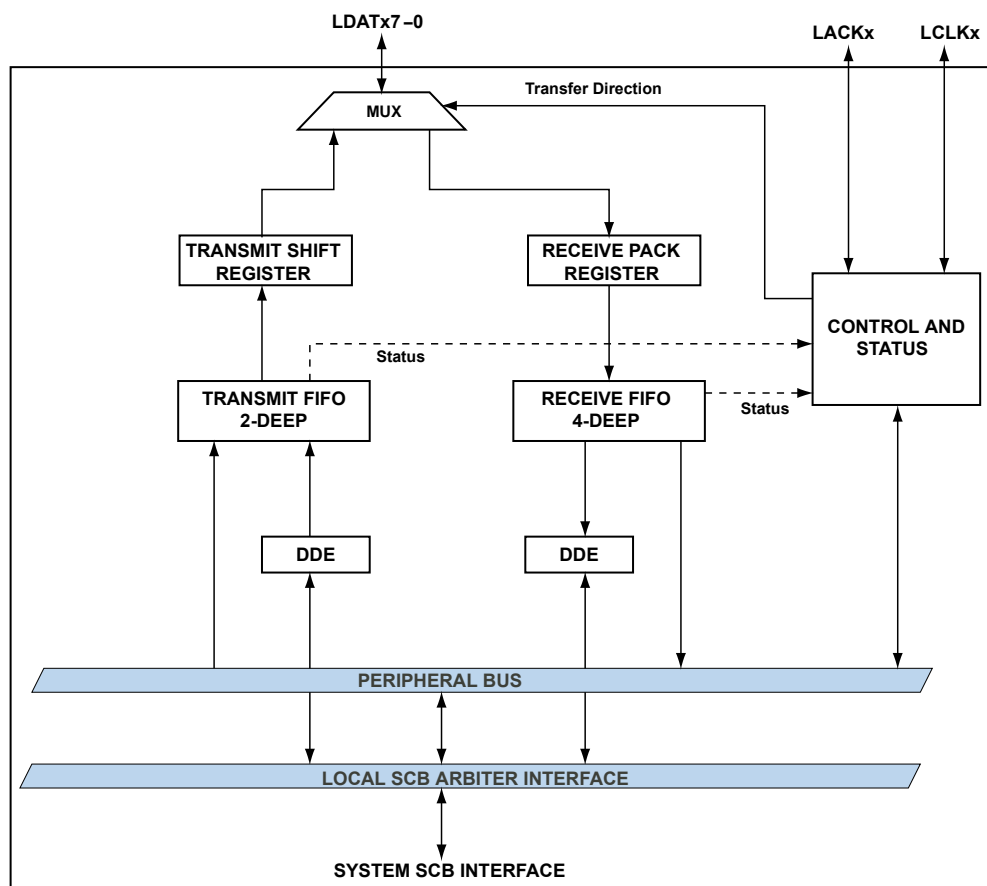 LDATx7–0
LACKx
LCLKx
Transfer Direction
MUX
TRANSMIT SHIFT
REGISTER
RECEIVE PACK
REGISTER
CONTROL AND
STATUS
Status
TRANSMIT FIFO
2-DEEP
RECEIVE FIFO
4-DEEP
Status
DDE
DDE
PERIPHERAL BUS
LOCAL SCB ARBITER INTERFACE
SYSTEM SCB INTERFACE